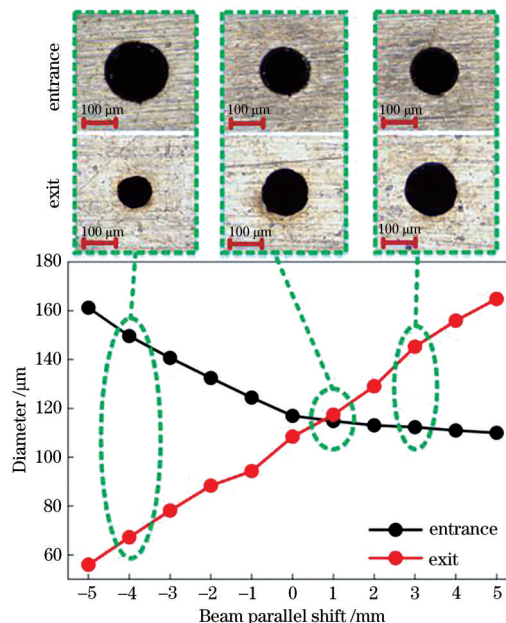 entrance
100 μm
100 μm
100 μm
exit
100 μm
100 μm
100 μm
Diameter /μm
180
160
140
120
100
80
60
entrance
exit
−5 −4 −3 −2 −1 0 1 2 3 4 5
Beam parallel shift /mm